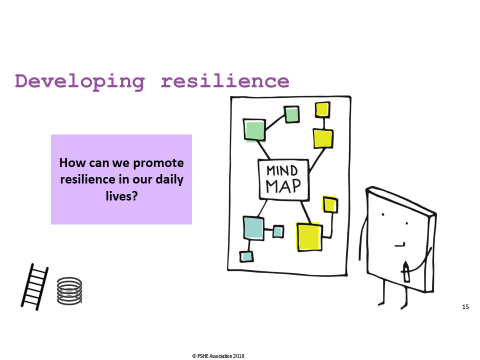 Developing resilience
How can we promote
resilience in our daily
lives?
MIND
MAP
15
© PSHE Association 2018